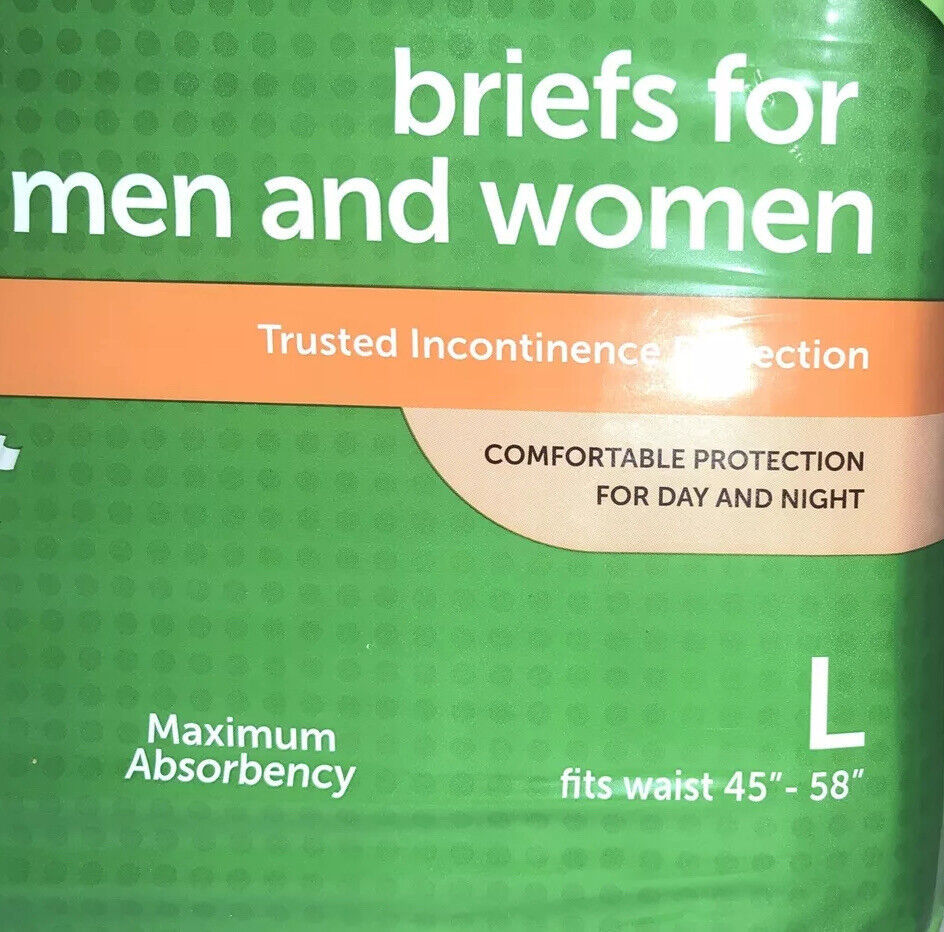 briefs for
men and women
Trusted Incontinence
COMFORTABLE PROTECTION
FOR DAY AND NIGHT
L
Maximum
Absorbency
fits waist 45”- 58”